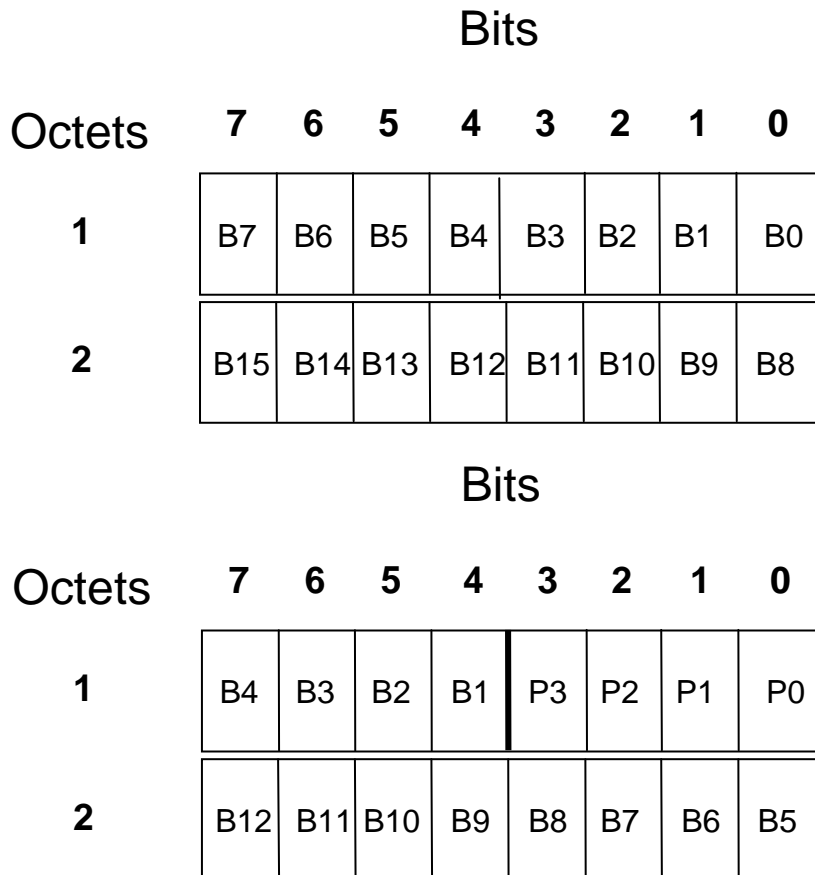 Bits
Octets 7 6 5 4 3 2 1 0
1 B7 B6 B5 B4 B3 B2 B1 B0
2 B15 B14 B13 B12 B11 B10 B9 B8
Bits
Octets 7 6 5 4 3 2 1 0
1 B4 B3 B2 B1 P3 P2 P1 P0
2 B12 B11 B10 B9 B8 B7 B6 B5